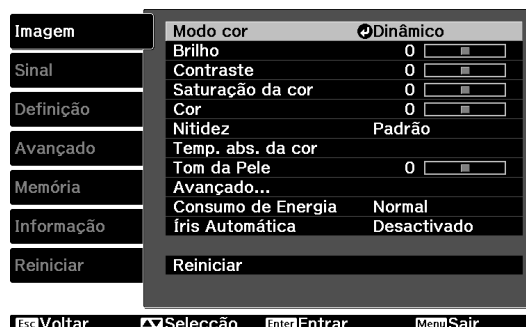 Imagem
Sinal
Definição
Avançado
Memória
Informação
Reiniciar
Modo cor Dinâmico
Brilho 0
Contraste 0
Saturação da cor 0
Cor 0
Nitidez Padrão
Temp. abs. da cor
Tom da Pele 0
Avançado...
Consumo de Energia Normal
Íris Automática Desactivado
Reiniciar
Esc Voltar Selecção Enter Entrar Menu Sair